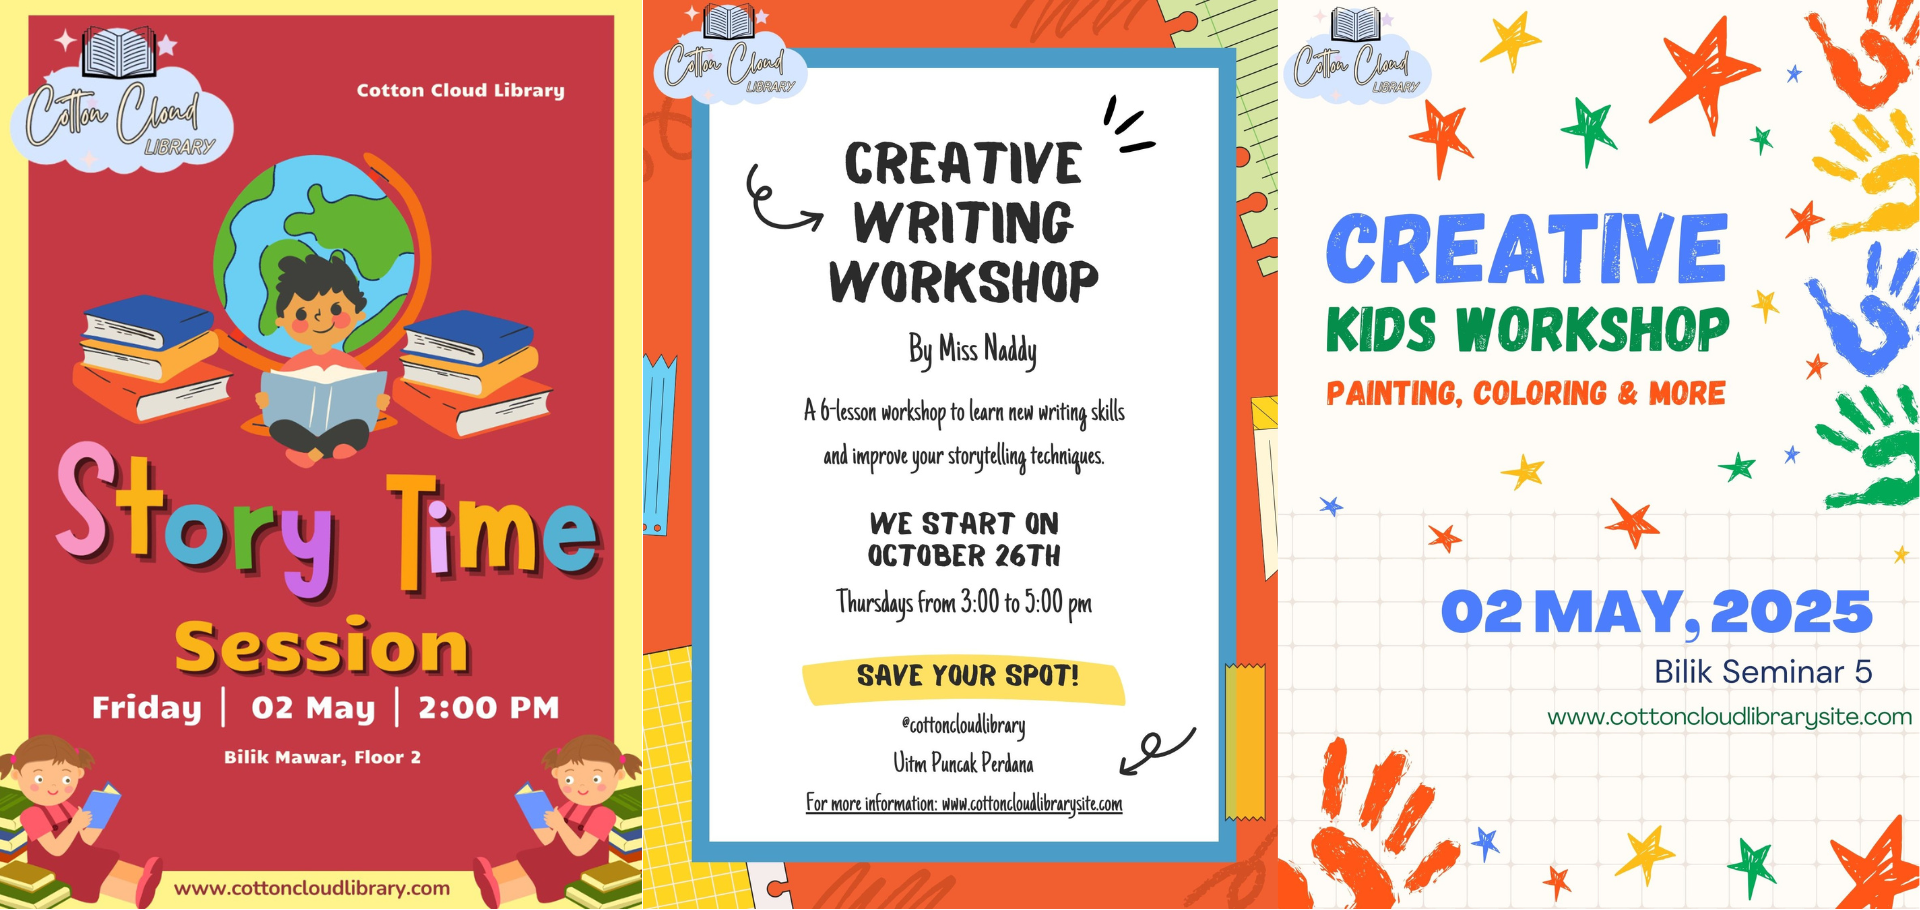 Cotton Cloud
LIBRARY
Cotton Cloud Library
Story Time
Session
Friday | 02 May | 2:00 PM
Bilik Mawar, Floor 2
www.cottoncloudlibrary.com
Cotton Cloud
LIBRARY
CREATIVE
WRITING
WORKSHOP
By Miss Naddy
A 6-lesson workshop to learn new writing skills
and improve your storytelling techniques.
WE START ON
OCTOBER 26TH
Thursdays from 3:00 to 5:00 pm
SAVE YOUR SPOT!
@cottoncloudlibrary
Uitm Puncak Perdana
For more information: www.cottoncloudlibrarysite.com
Cotton Cloud
LIBRARY
CREATIVE
KIDS WORKSHOP
PAINTING, COLORING & MORE
02 MAY, 2025
Bilik Seminar 5
www.cottoncloudlibrarysite.com